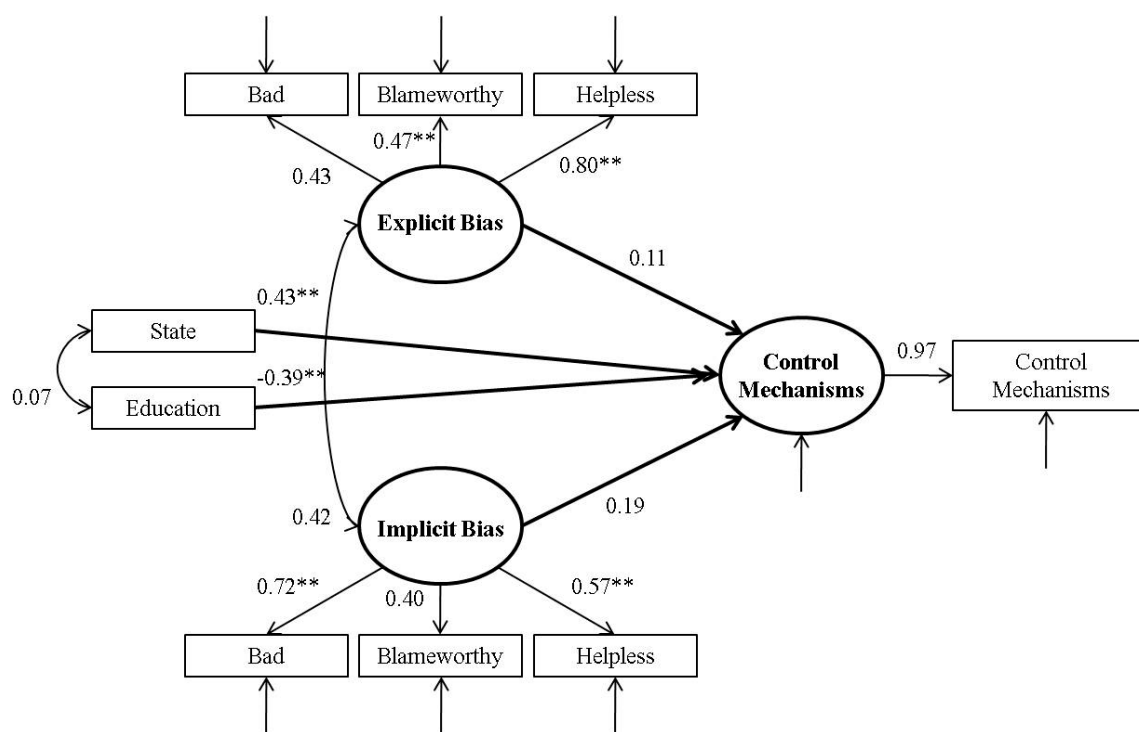 Bad
Blameworthy
Helpless
0.43
0.47**
0.80**
Explicit Bias
0.11
0.43**
State
-0.39**
Education
0.07
Control
Mechanisms
0.97
Control
Mechanisms
0.42
Implicit Bias
0.19
0.72**
0.40
0.57**
Bad
Blameworthy
Helpless